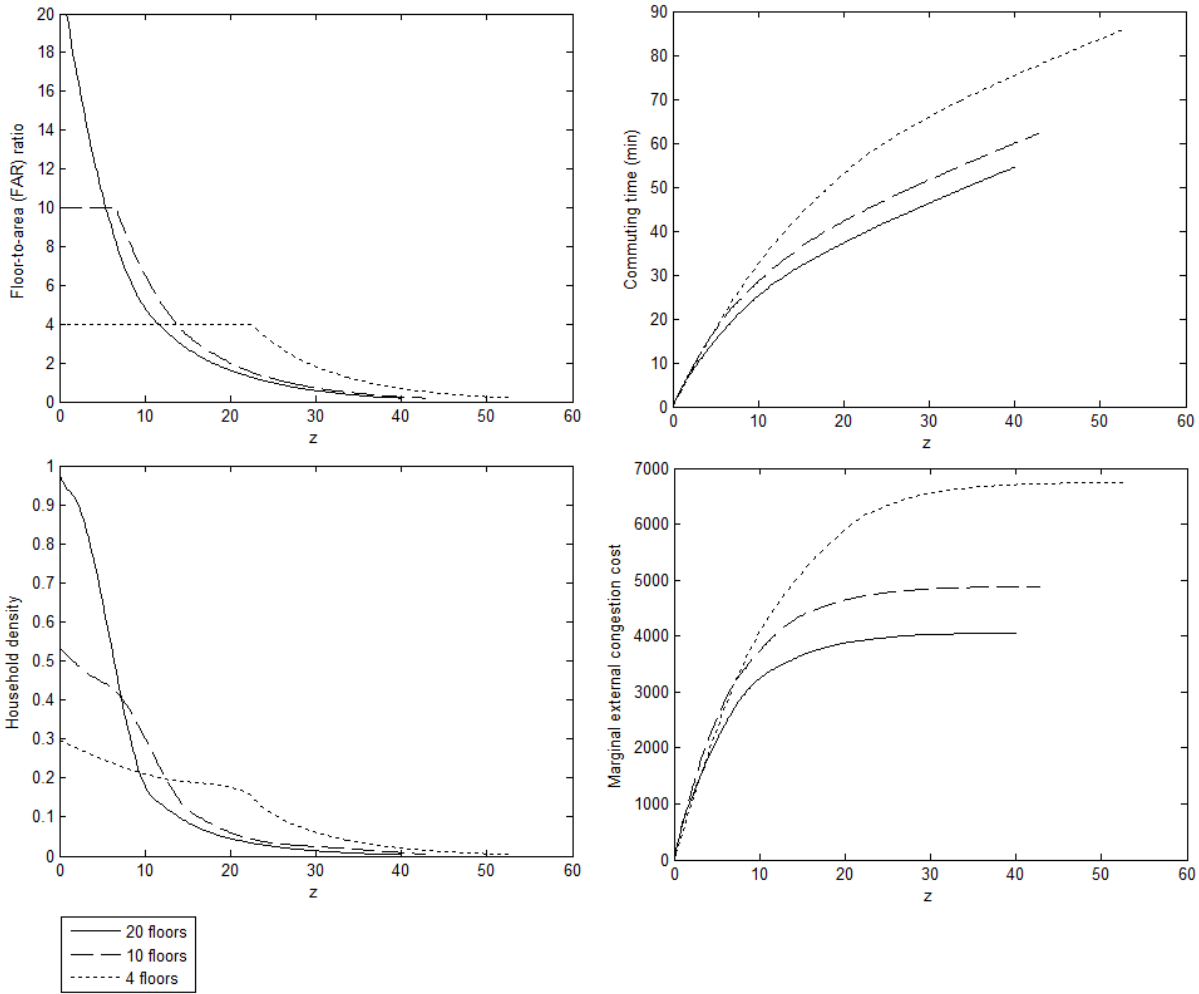 20
18
16
14
12
10
8
6
4
2
0
Floor-to-area (FAR) ratio
0 10 20 30 40 50 60
z
90
80
70
60
50
40
30
20
10
0
Commuting time (min)
0 10 20 30 40 50 60
z
1
0.9
0.8
0.7
0.6
0.5
0.4
0.3
0.2
0.1
0
Household density
0 10 20 30 40 50 60
z
7000
6000
5000
4000
3000
2000
1000
0
Marginal external congestion cost
0 10 20 30 40 50 60
z
20 floors
10 floors
4 floors